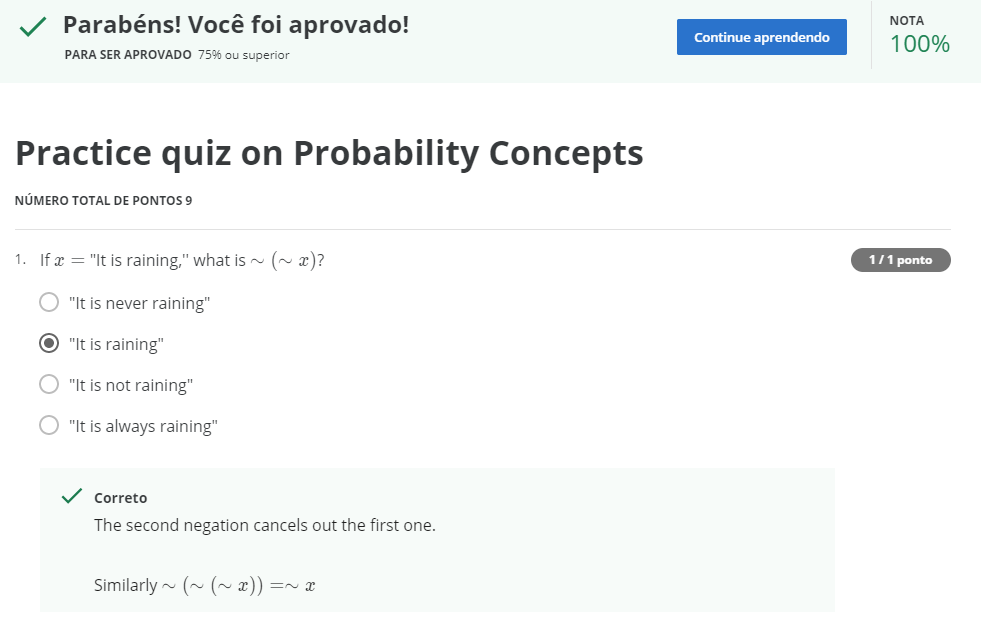 Parabéns! Você foi aprovado!
PARA SER APROVADO 75% ou superior
Continue aprendendo
NOTA
100%
Practice quiz on Probability Concepts
NÚMERO TOTAL DE PONTOS 9
1. If x = "It is raining," what is ∼ (∼ x)?
1 / 1 ponto
"It is never raining"
"It is raining"
"It is not raining"
"It is always raining"
Correto
The second negation cancels out the first one.
Similarly ∼ (∼ (∼ x)) =∼ x